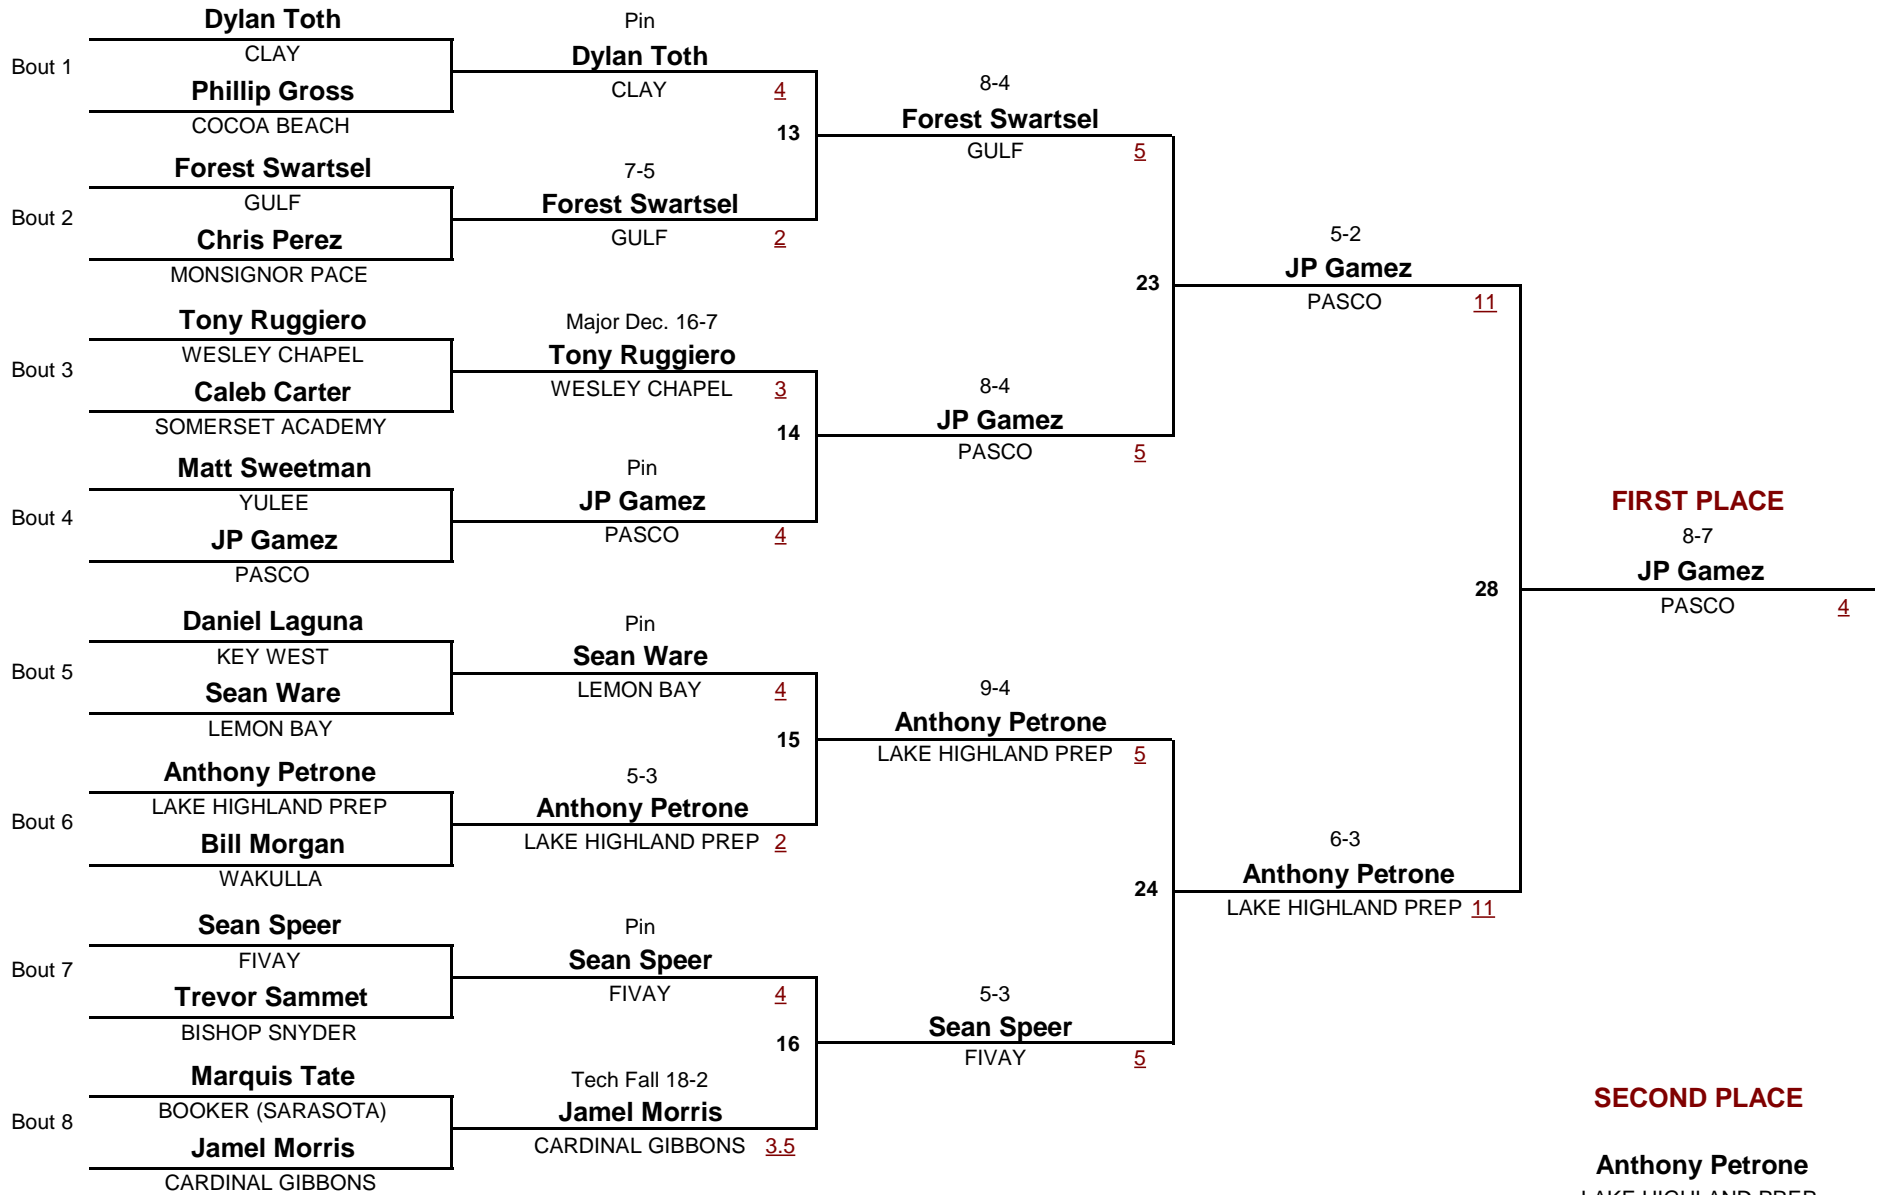 Dylan Toth
CLAY
Bout 1
Phillip Gross
COCOA BEACH
Forest Swartsel
GULF
Bout 2
Chris Perez
MONSIGNOR PACE
Tony Ruggiero
WESLEY CHAPEL
Bout 3
Caleb Carter
SOMERSET ACADEMY
Matt Sweetman
YULEE
Bout 4
JP Gamez
PASCO
Daniel Laguna
KEY WEST
Bout 5
Sean Ware
LEMON BAY
Anthony Petrone
LAKE HIGHLAND PREP
Bout 6
Bill Morgan
WAKULLA
Sean Speer
FIVAY
Bout 7
Trevor Sammet
BISHOP SNYDER
Marquis Tate
BOOKER (SARASOTA)
Bout 8
Jamel Morris
CARDINAL GIBBONS
Pin
Dylan Toth
CLAY 4
13
7-5
Forest Swartsel
GULF 2
Major Dec. 16-7
Tony Ruggiero
WESLEY CHAPEL 3
14
Pin
JP Gamez
PASCO 4
Pin
Sean Ware
LEMON BAY 4
15
5-3
Anthony Petrone
LAKE HIGHLAND PREP 2
Pin
Sean Speer
FIVAY 4
16
Tech Fall 18-2
Jamel Morris
CARDINAL GIBBONS 3.5
8-4
Forest Swartsel
GULF 5
23
8-4
JP Gamez
PASCO 5
9-4
Anthony Petrone
LAKE HIGHLAND PREP 5
24
5-3
Sean Speer
FIVAY 5
5-2
JP Gamez
PASCO 11
28
6-3
Anthony Petrone
LAKE HIGHLAND PREP 11
FIRST PLACE
8-7
JP Gamez
PASCO 4
SECOND PLACE
Anthony Petrone
LAKE HIGHLAND PREP